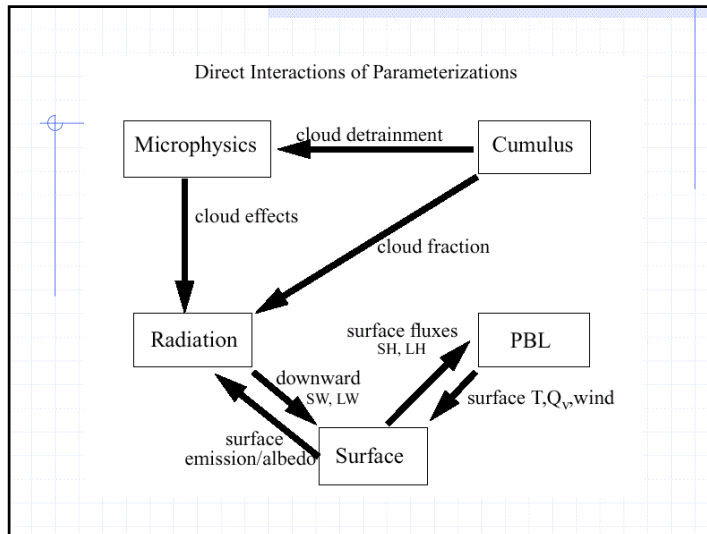 Direct Interactions of Parameterizations
Microphysics
cloud detrainment
Cumulus
cloud effects
cloud fraction
Radiation
surface fluxes
SH, LH
PBL
downward
SW, LW
surface T,Qv,wind
surface
emission/albedo
Surface